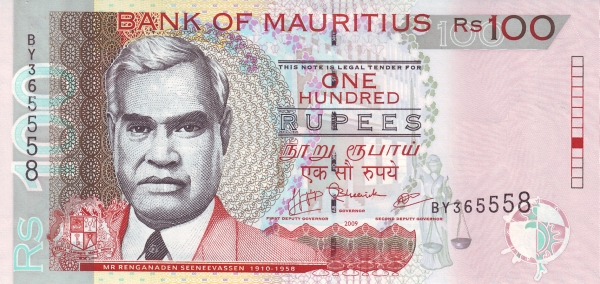 BANK OF MAURITIUS
RS 100
100
BY365558
RS 100
THIS NOTE IS LEGAL TENDER FOR
ONE
HUNDRED
RUPEES
நூறு ரூபாய்
एक सौ रुपये
BY365558
FIRST DEPUTY GOVERNOR
GOVERNOR
SECOND DEPUTY GOVERNOR
2009
MR RENGANADEN SEENEEVASSEN 1910-1958